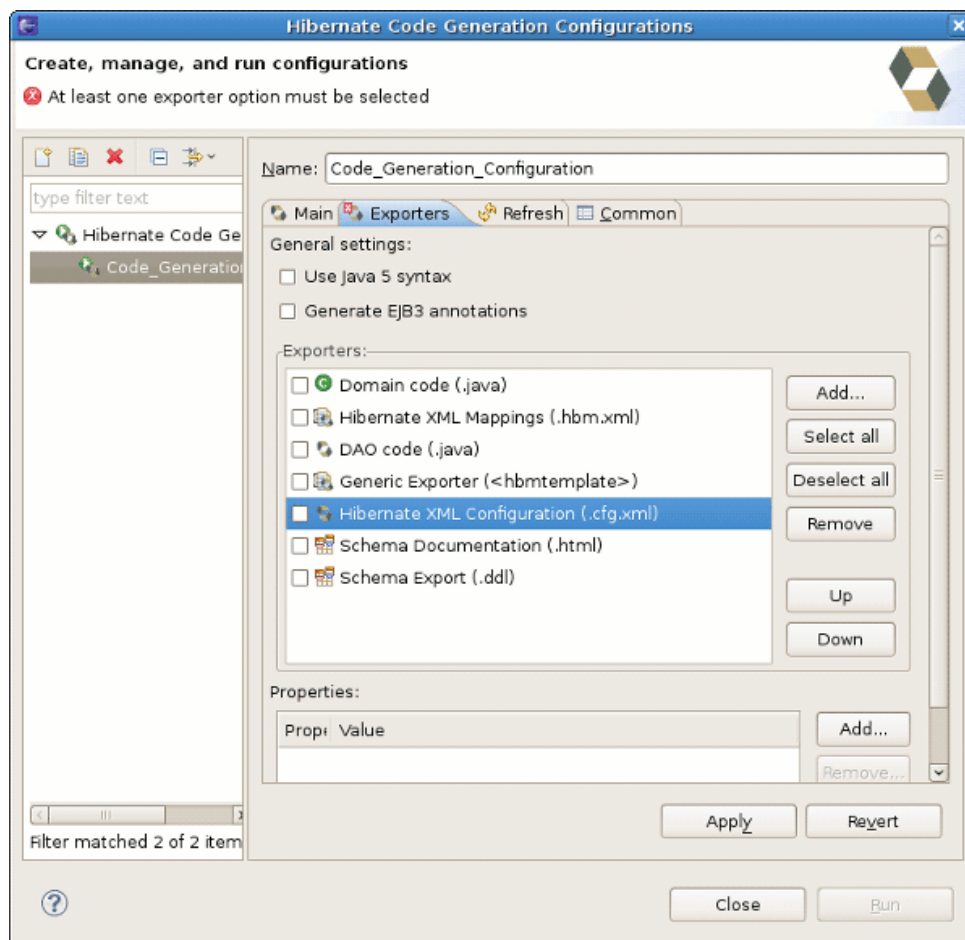 Hibernate Code Generation Configurations
Create, manage, and run configurations
At least one exporter option must be selected
type filter text
Hibernate Code Ge
Code_Generation
Filter matched 2 of 2 item
Name: Code_Generation_Configuration
Main Exporters Refresh Common
General settings:
Use Java 5 syntax
Generate EJB3 annotations
Exporters:
Domain code (.java)
Hibernate XML Mappings (.hbm.xml)
DAO code (.java)
Generic Exporter (<hbmtemplate>)
Hibernate XML Configuration (.cfg.xml)
Schema Documentation (.html)
Schema Export (.ddl)
Add...
Select all
Deselect all
Remove
Up
Down
Properties:
Prope Value
Add...
Remove...
Apply Revert
Close Run